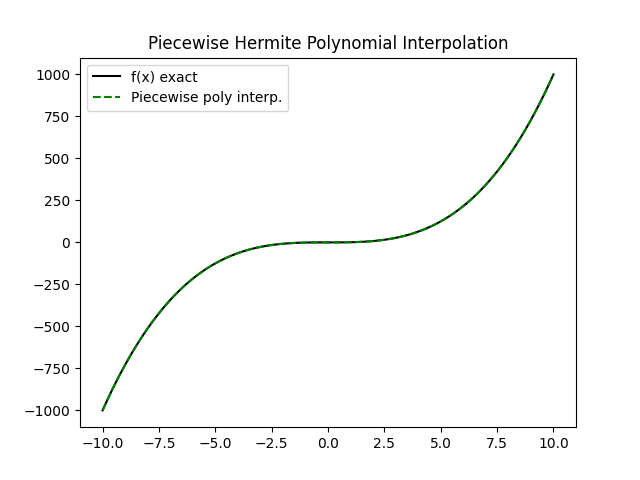 Piecewise Hermite Polynomial Interpolation
f(x) exact
Piecewise poly interp.
1000
750
500
250
0
−250
−500
−750
−1000
−10.0 −7.5 −5.0 −2.5 0.0 2.5 5.0 7.5 10.0